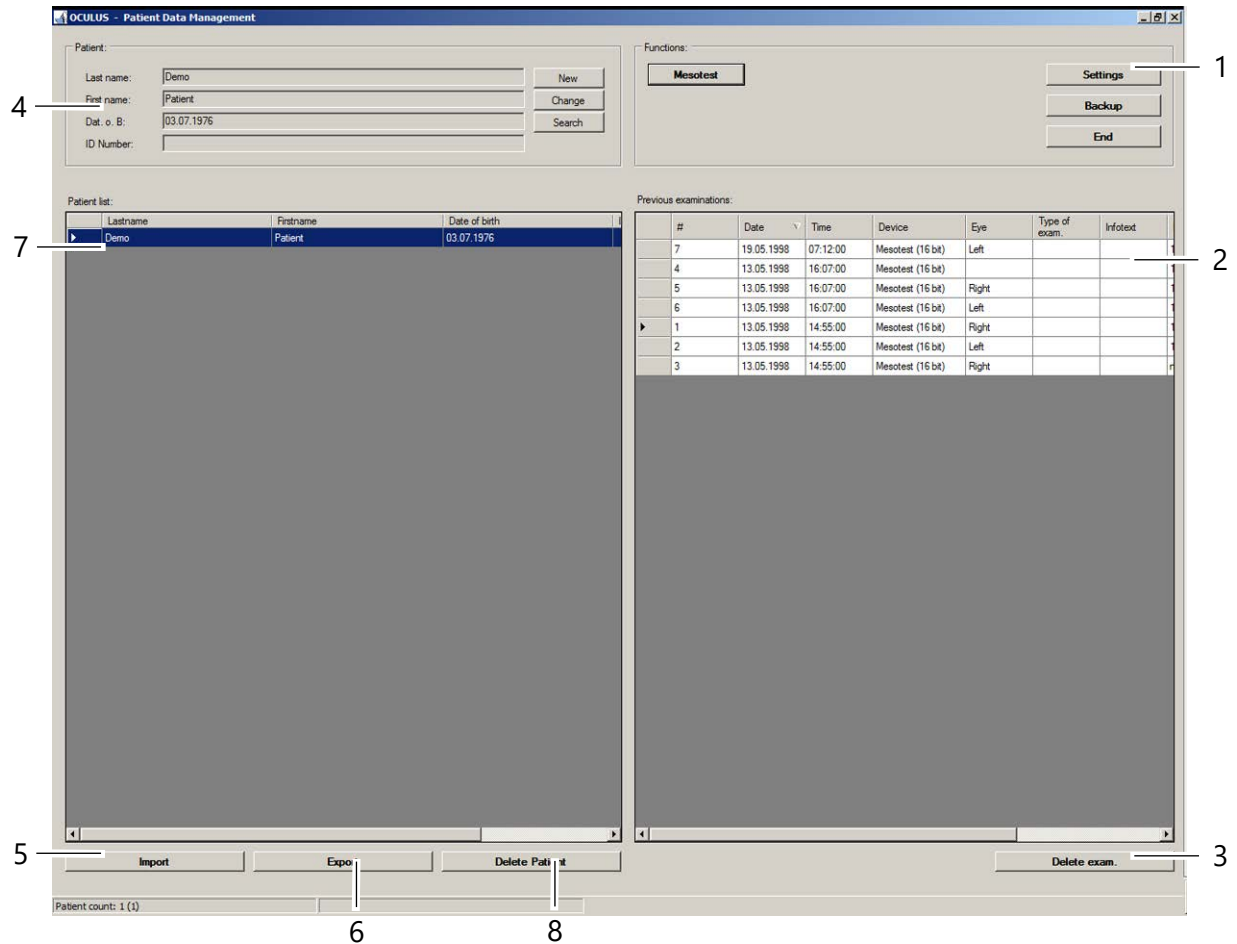 OCULUS - Patient Data Management
Patient:
Last name: Demo New
First name: Patient Change
Dat. o. B: 03.07.1976 Search
ID Number:
Functions:
Mesotest Settings
Backup
End
1
4
Patient list:
Lastname Firstname Date of birth
Demo Patient 03.07.1976
7
Previous examinations:
# Date Time Device Eye Type of exam. Infotext
7 19.05.1998 07:12:00 Mesotest (16 bit) Left
4 13.05.1998 16:07:00 Mesotest (16 bit)
5 13.05.1998 16:07:00 Mesotest (16 bit) Right
6 13.05.1998 16:07:00 Mesotest (16 bit) Left
1 13.05.1998 14:55:00 Mesotest (16 bit) Right
2 13.05.1998 14:55:00 Mesotest (16 bit) Left
3 13.05.1998 14:55:00 Mesotest (16 bit) Right
2
5 Import Export Delete Patient Delete exam. 3
Patient count: 1 (1)
6 8